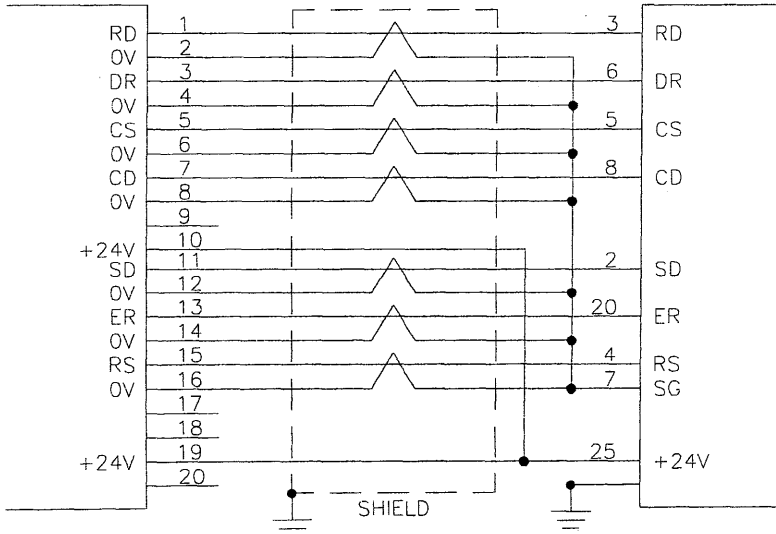 RD 1 3 RD
0V 2
DR 3 6 DR
0V 4
CS 5 5 CS
0V 6
CD 7 8 CD
0V 8
9
+24V 10
SD 11 2 SD
0V 12
ER 13 20 ER
0V 14
RS 15 4 RS
0V 16 7 SG
17
18
+24V 19 25 +24V
20
SHIELD